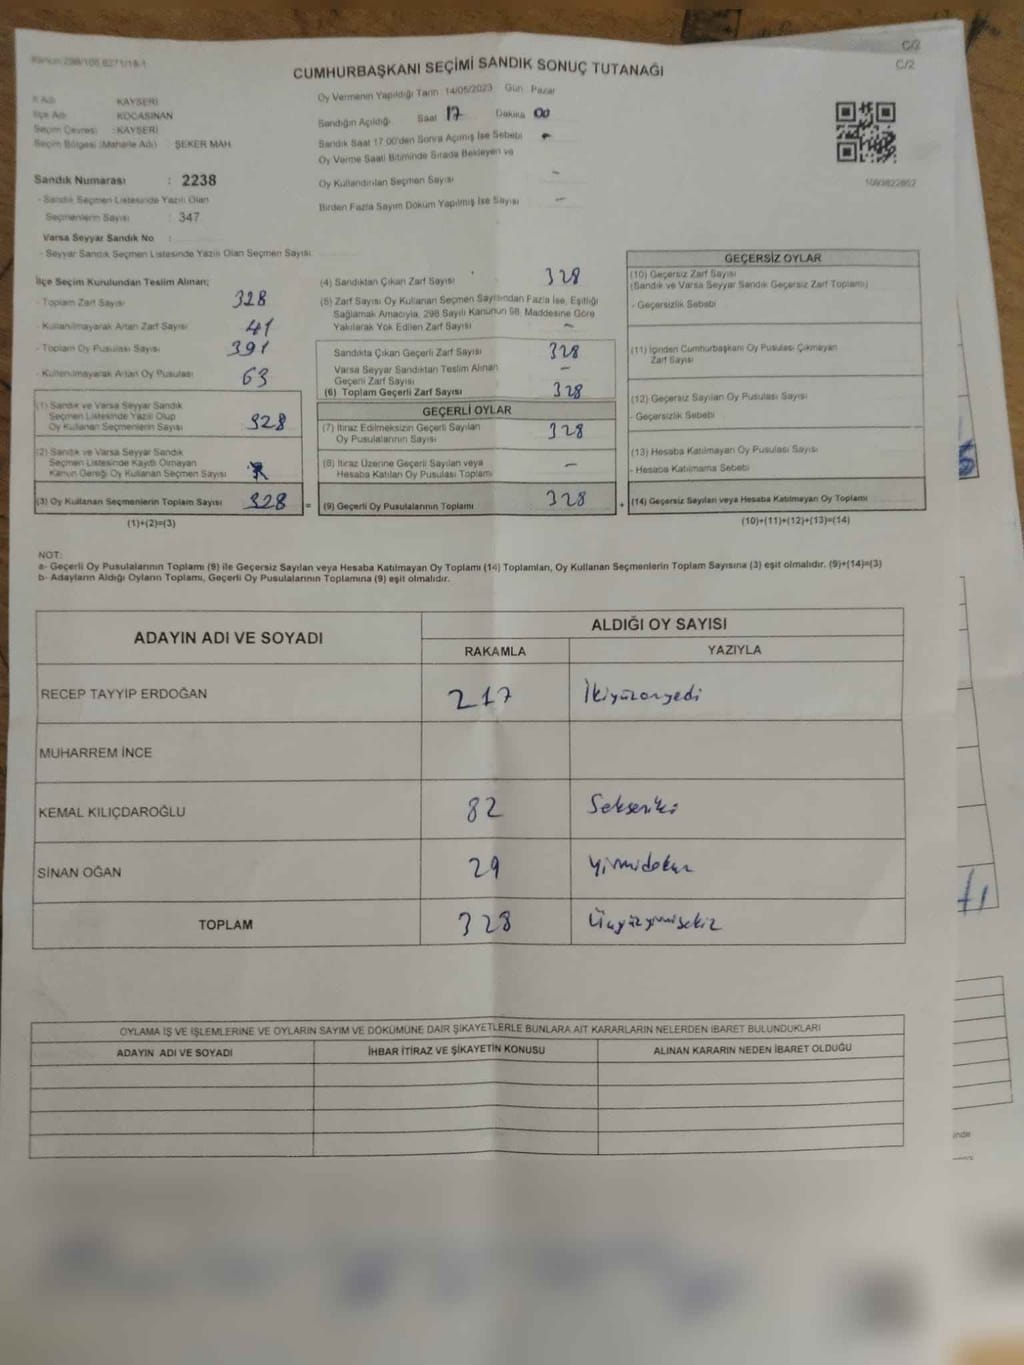 C/2
C/2
CUMHURBAŞKANI SEÇİMİ SANDIK SONUÇ TUTANAĞI
İl Adı KAYSERİ
İlçe Adı KOCASİNAN
Seçim Çevresi : KAYSERİ
Seçim Bölgesi (Mahalle Adı) ŞEKER MAH.
Sandık Numarası : 2238
- Sandık Seçmen Listesinde Yazılı Olan
Seçmenlerin Sayısı : 347
Varsa Seyyar Sandık No :
- Seyyar Sandık Seçmen Listesinde Yazılı Olan Seçmen Sayısı
Oy Vermenin Yapıldığı Tarih : 14/05/2023 Gün : Pazar
Sandığın Açıldığı Saat 17 Dakika 00
Sandık Saat 17.00'den Sonra Açılmış İse Sebebi -
Oy Verme Saati Bitiminde Sırada Bekleyen ve
Oy Kullandırılan Seçmen Sayısı -
Birden Fazla Sayım Döküm Yapılmış İse Sayısı -
1093822852
İlçe Seçim Kurulundan Teslim Alınan;
- Toplam Zarf Sayısı 328
- Kullanılmayarak Artan Zarf Sayısı 41
- Toplam Oy Pusulası Sayısı 391
- Kullanılmayarak Artan Oy Pusulası 63
(1) Sandık ve Varsa Seyyar Sandık
Seçmen Listesinde Yazılı Olup
Oy Kullanan Seçmenlerin Sayısı 328
(2) Sandık ve Varsa Seyyar Sandık
Seçmen Listesinde Kayıtlı Olmayan
Kanun Gereği Oy Kullanan Seçmen Sayısı
(3) Oy Kullanan Seçmenlerin Toplam Sayısı 328 =
(1)+(2)=(3)
(4) Sandıktan Çıkan Zarf Sayısı 328
(5) Zarf Sayısı Oy Kullanan Seçmen Sayısından Fazla İse, Eşitliği
Sağlamak Amacıyla, 298 Sayılı Kanunun 98. Maddesine Göre
Yakılarak Yok Edilen Zarf Sayısı -
Sandıkta Çıkan Geçerli Zarf Sayısı 328
Varsa Seyyar Sandıktan Teslim Alınan
Geçerli Zarf Sayısı -
(6) Toplam Geçerli Zarf Sayısı 328
GEÇERLİ OYLAR
(7) İtiraz Edilmeksizin Geçerli Sayılan
Oy Pusulalarının Sayısı 328
(8) İtiraz Üzerine Geçerli Sayılan veya
Hesaba Katılan Oy Pusulası Toplamı -
(9) Geçerli Oy Pusulalarının Toplamı 328 +
GEÇERSİZ OYLAR
(10) Geçersiz Zarf Sayısı
(Sandık ve Varsa Seyyar Sandık Geçersiz Zarf Toplamı)
- Geçersizlik Sebebi
(11) İçinden Cumhurbaşkanı Oy Pusulası Çıkmayan
Zarf Sayısı
(12) Geçersiz Sayılan Oy Pusulası Sayısı
- Geçersizlik Sebebi
(13) Hesaba Katılmayan Oy Pusulası Sayısı
- Hesaba Katılmama Sebebi
(14) Geçersiz Sayılan veya Hesaba Katılmayan Oy Toplamı
(10)+(11)+(12)+(13)=(14)
NOT:
a- Geçerli Oy Pusulalarının Toplamı (9) ile Geçersiz Sayılan veya Hesaba Katılmayan Oy Toplamı (14) Toplamları, Oy Kullanan Seçmenlerin Toplam Sayısına (3) eşit olmalıdır. (9)+(14)=(3)
b- Adayların Aldığı Oyların Toplamı, Geçerli Oy Pusulalarının Toplamına (9) eşit olmalıdır.
ADAYIN ADI VE SOYADI ALDIĞI OY SAYISI
RAKAMLA YAZIYLA
RECEP TAYYİP ERDOĞAN 217 İkiyüzonyedi
MUHARREM İNCE
KEMAL KILIÇDAROĞLU 82 Sekseniki
SİNAN OĞAN 29 Yirmidokuz
TOPLAM 328 Üçyüzyirmisekiz
OYLAMA İŞ VE İŞLEMLERİNE VE OYLARIN SAYIM VE DÖKÜMÜNE DAİR ŞİKAYETLERLE BUNLARA AİT KARARLARIN NELERDEN İBARET BULUNDUKLARI
ADAYIN ADI VE SOYADI İHBAR İTİRAZ VE ŞİKAYETİN KONUSU ALINAN KARARIN NEDEN İBARET OLDUĞU